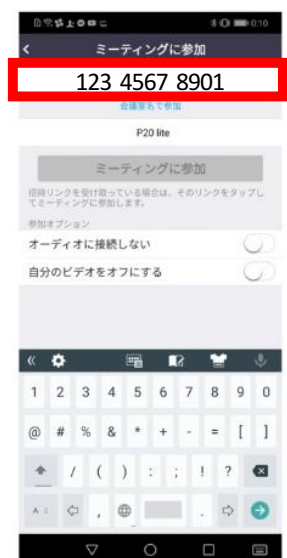 0:10
ミーティングに参加
123 4567 8901
会議室名で参加
P20 lite
ミーティングに参加
招待リンクを受け取っている場合は、そのリンクをタップし
てミーティングに参加します。
参加オプション
オーディオに接続しない
自分のビデオをオフにする
1 2 3 4 5 6 7 8 9 0
@ # % & * + - = [ ]
/ ( ) : ; ! ?
, .